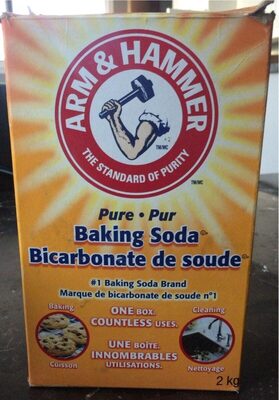 ARM & HAMMER
THE STANDARD OF PURITY
TM/MC
TM/MC
Pure • Pur
Baking Soda
Bicarbonate de soude
#1 Baking Soda Brand
Marque de bicarbonate de soude n°1
Baking
ONE BOX.
COUNTLESS USES.
Cleaning
UNE BOÎTE.
INNOMBRABLES
UTILISATIONS.
Cuisson
Nettoyage
2 kg